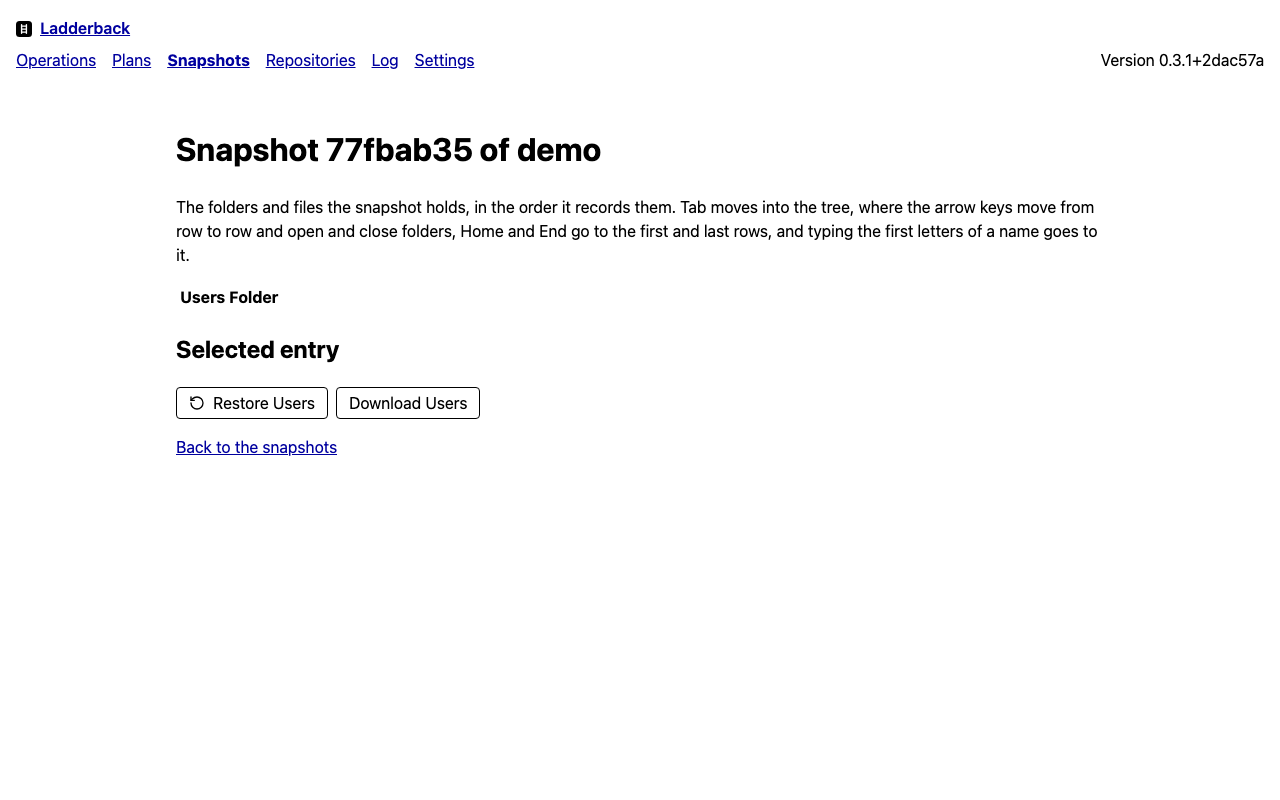 Ladderback
Operations Plans Snapshots Repositories Log Settings Version 0.3.1+2dac57a
Snapshot 77fbab35 of demo
The folders and files the snapshot holds, in the order it records them. Tab moves into the tree, where the arrow keys move from
row to row and open and close folders, Home and End go to the first and last rows, and typing the first letters of a name goes to
it.
Users Folder
Selected entry
Restore Users Download Users
Back to the snapshots